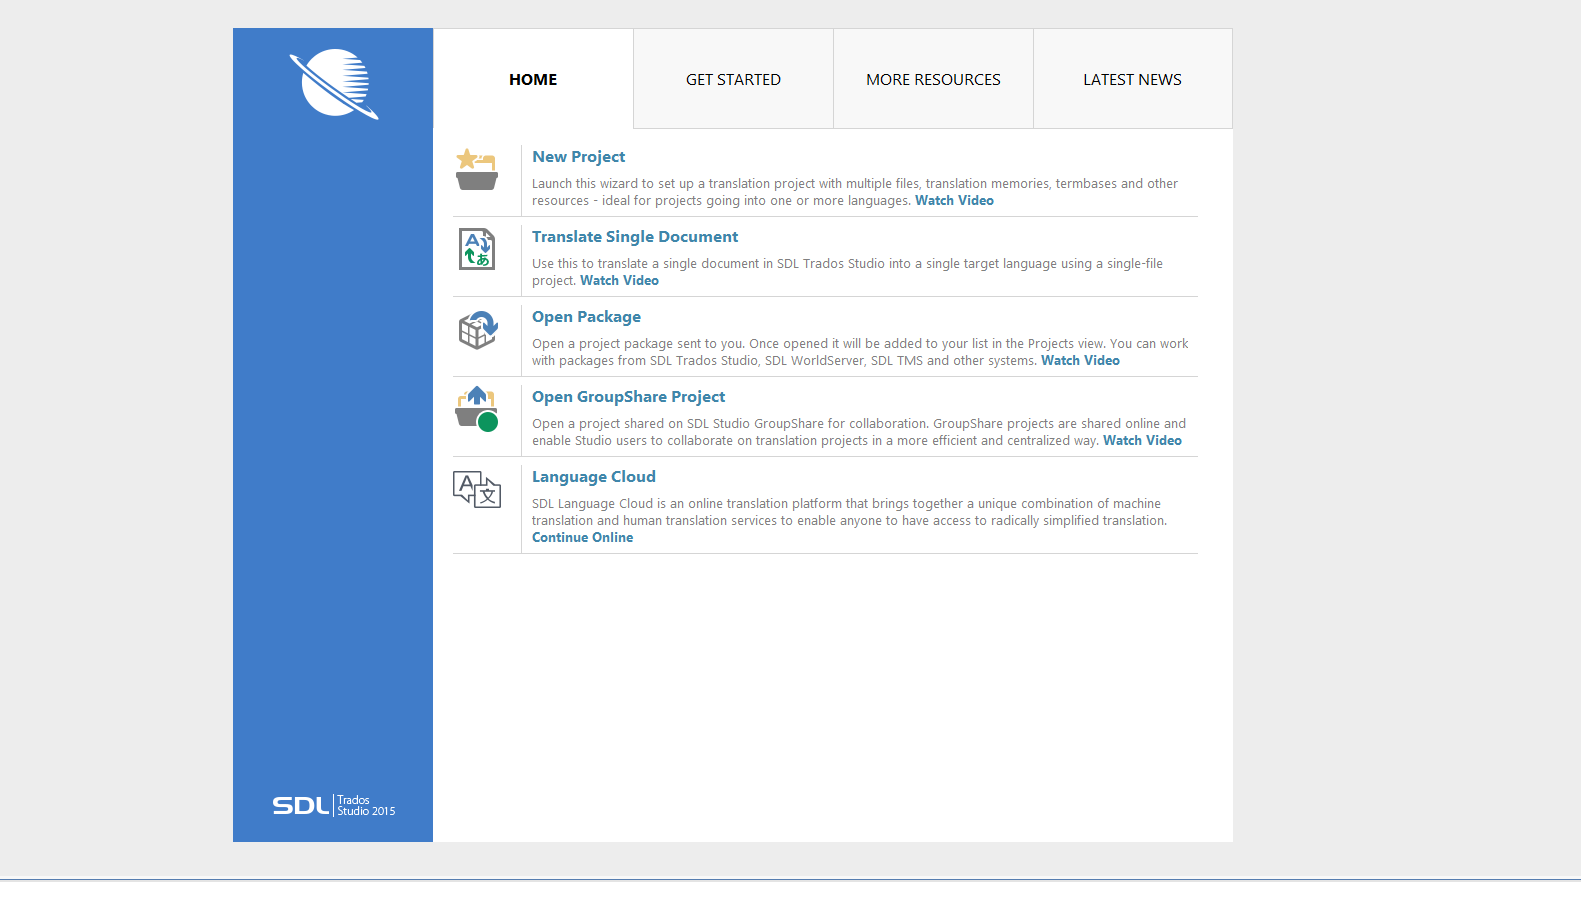 HOME
GET STARTED
MORE RESOURCES
LATEST NEWS
New Project
Launch this wizard to set up a translation project with multiple files, translation memories, termbases and other
resources - ideal for projects going into one or more languages. Watch Video
Translate Single Document
Use this to translate a single document in SDL Trados Studio into a single target language using a single-file
project. Watch Video
Open Package
Open a project package sent to you. Once opened it will be added to your list in the Projects view. You can work
with packages from SDL Trados Studio, SDL WorldServer, SDL TMS and other systems. Watch Video
Open GroupShare Project
Open a project shared on SDL Studio GroupShare for collaboration. GroupShare projects are shared online and
enable Studio users to collaborate on translation projects in a more efficient and centralized way. Watch Video
Language Cloud
SDL Language Cloud is an online translation platform that brings together a unique combination of machine
translation and human translation services to enable anyone to have access to radically simplified translation.
Continue Online
A
あ
A
文
SDL
Trados
Studio 2015